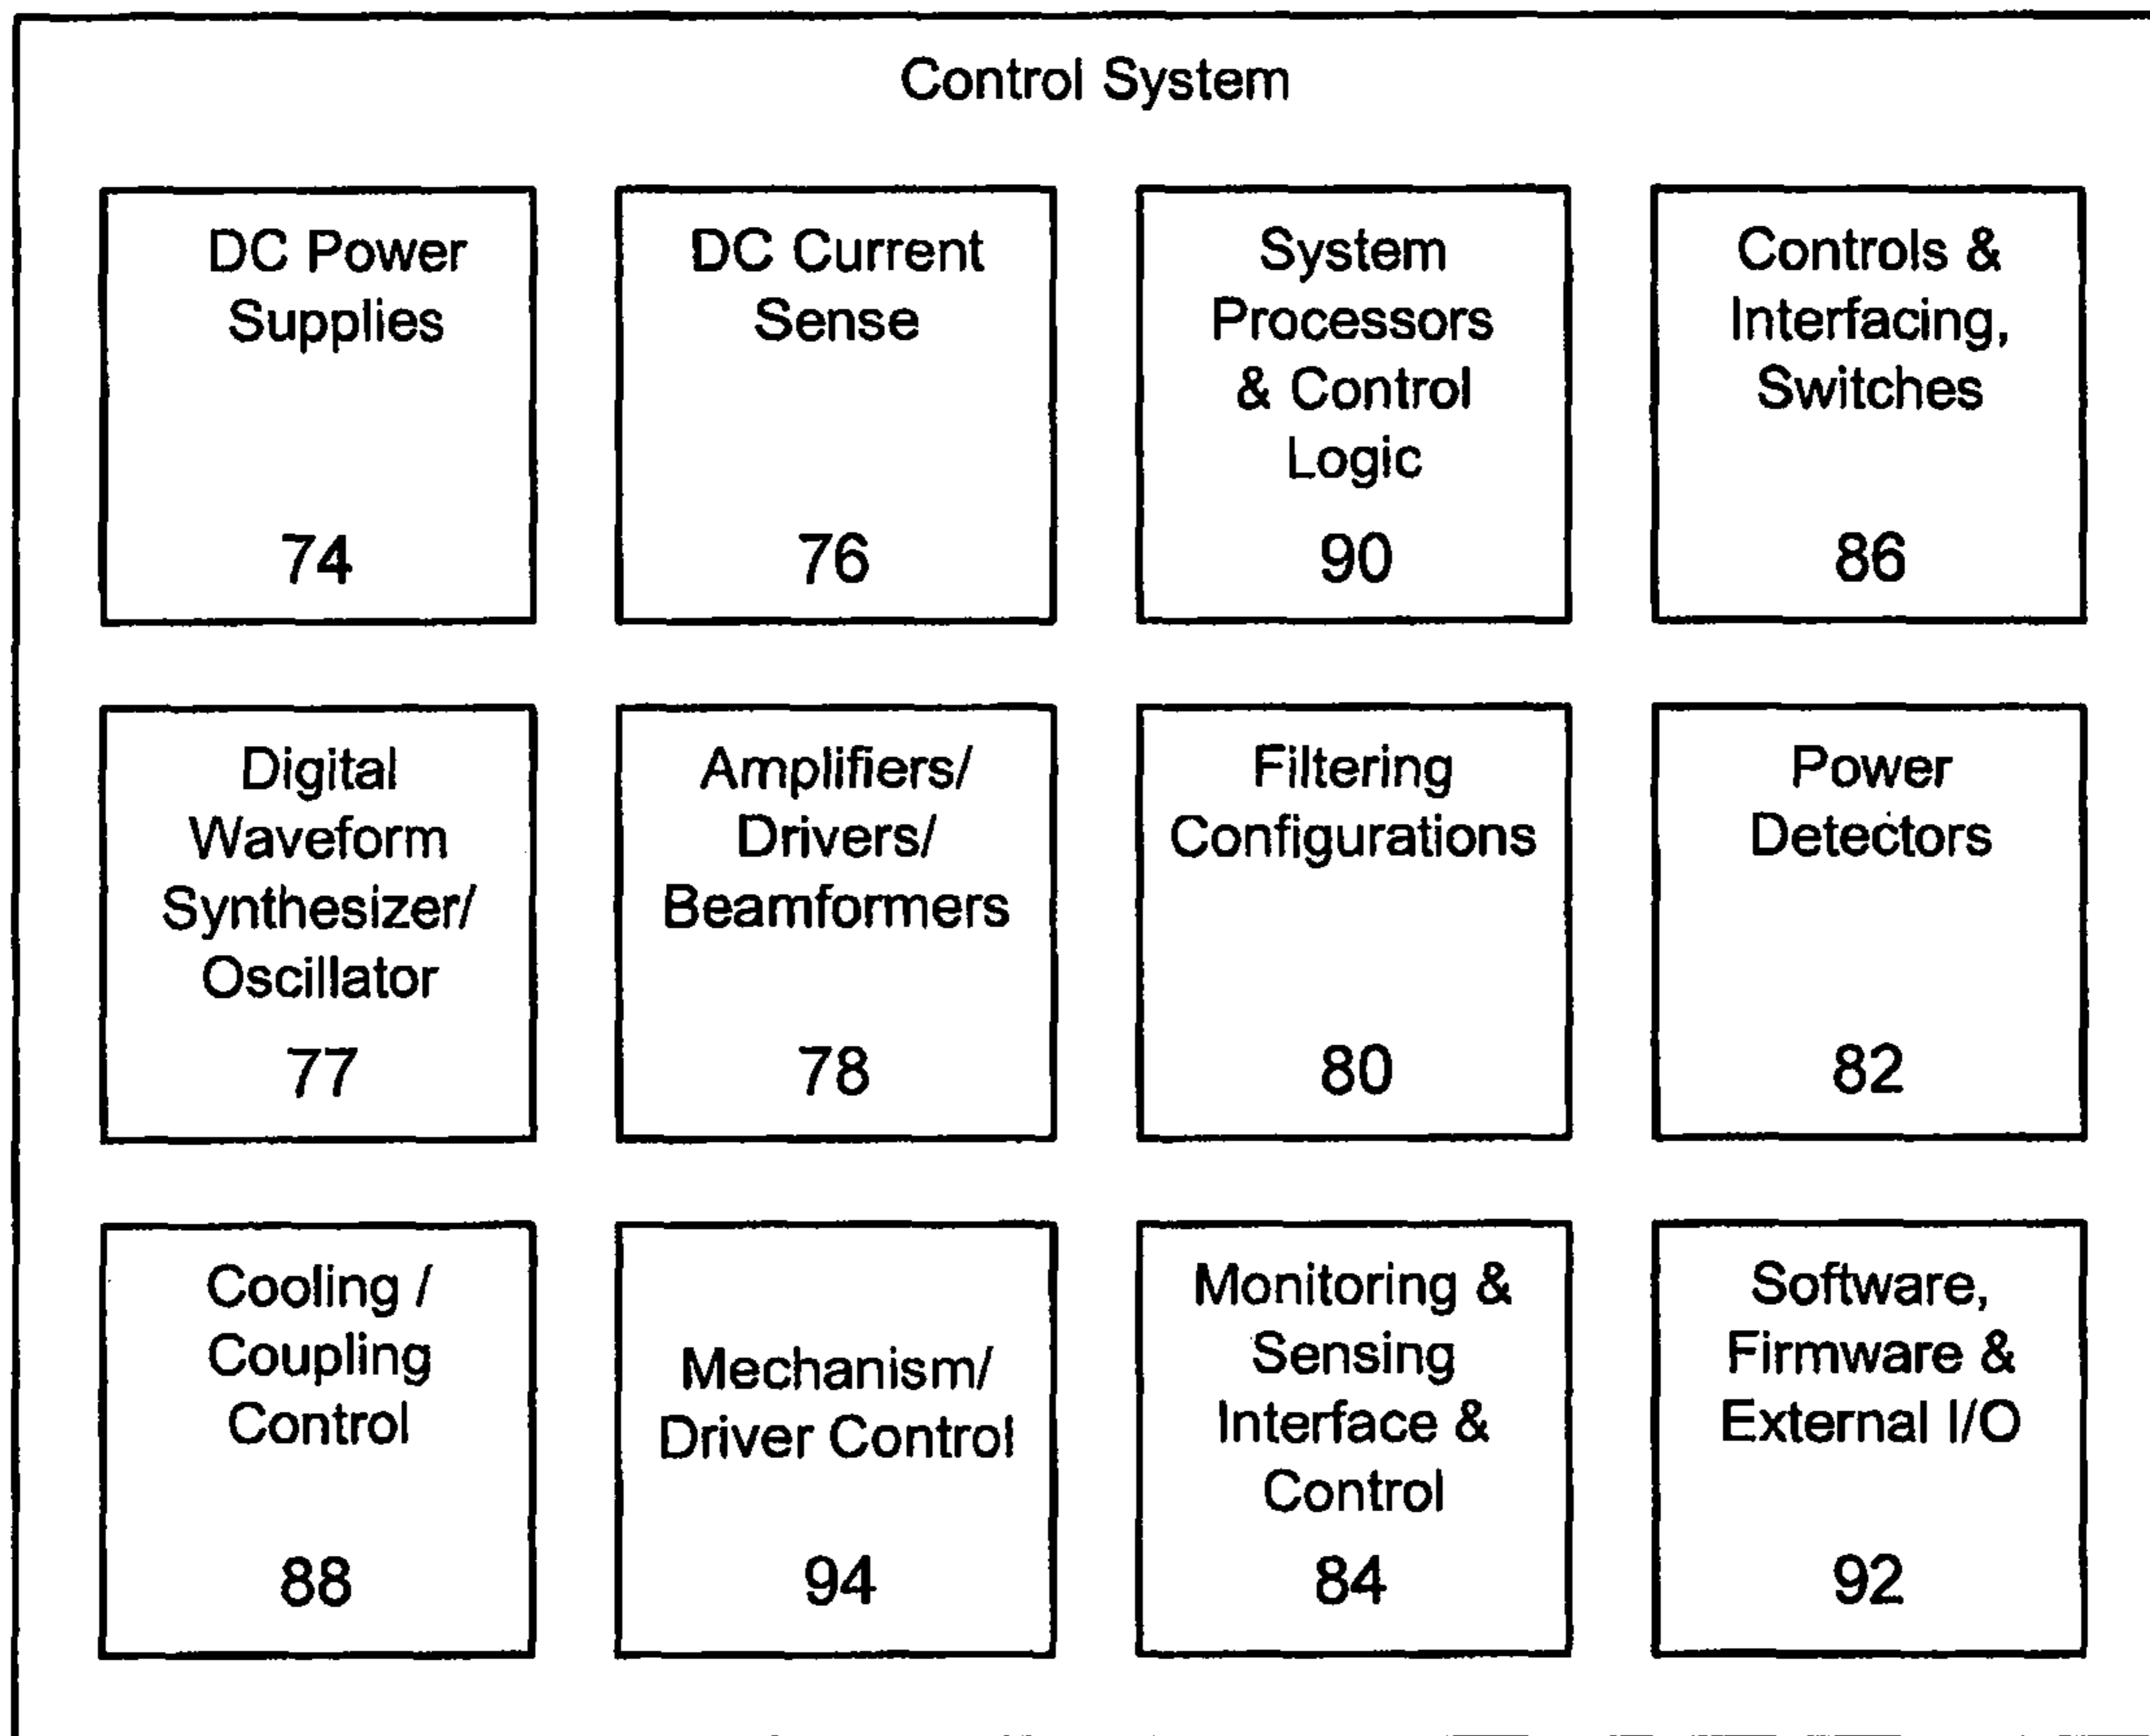 Control System
DC Power
Supplies
74
DC Current
Sense
76
System
Processors
& Control
Logic
90
Controls &
Interfacing,
Switches
86
Digital
Waveform
Synthesizer/
Oscillator
77
Amplifiers/
Drivers/
Beamformers
78
Filtering
Configurations
80
Power
Detectors
82
Cooling /
Coupling
Control
88
Mechanism/
Driver Control
94
Monitoring &
Sensing
Interface &
Control
84
Software,
Firmware &
External I/O
92